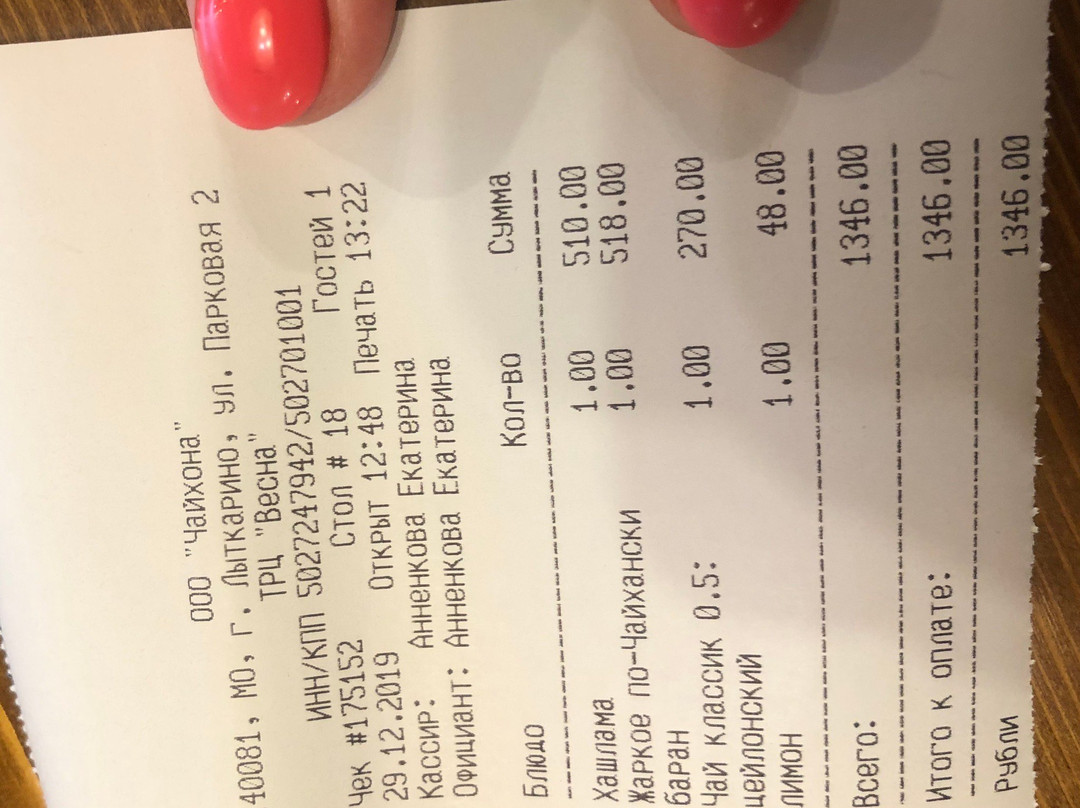 ООО "Чайхона"
40081, МО, г. Лыткарино, ул. Парковая 2
ТРЦ "Весна"
ИНН/КПП 5027247942/502701001
Чек #175152 Стол # 18 Гостей 1
29.12.2019 Открыт 12:48 Печать 13:22
Кассир: Анненкова Екатерина
Официант: Анненкова Екатерина
Блюдо Кол-во Сумма
Хашлама 1.00 510.00
Жаркое по-Чайхански 1.00 518.00
баран
Чай классик 0.5: 1.00 270.00
цейлонский
лимон 1.00 48.00
Всего: 1346.00
Итого к оплате: 1346.00
Рубли 1346.00